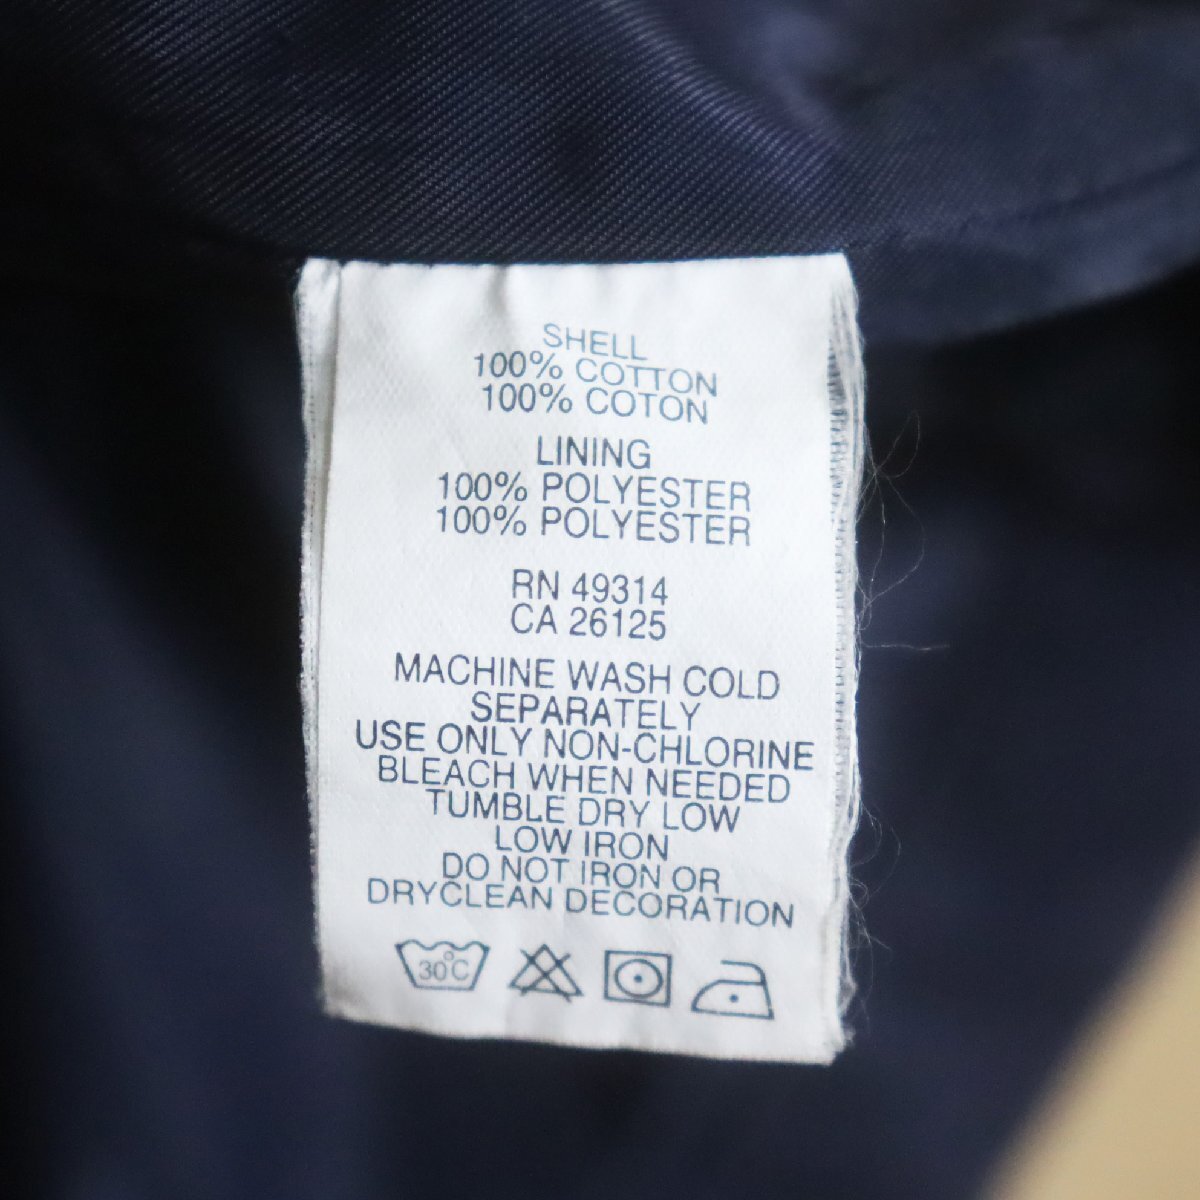 SHELL
100% COTTON
100% COTON
LINING
100% POLYESTER
100% POLYESTER
RN 49314
CA 26125
MACHINE WASH COLD
SEPARATELY
USE ONLY NON-CHLORINE
BLEACH WHEN NEEDED
TUMBLE DRY LOW
LOW IRON
DO NOT IRON OR
DRYCLEAN DECORATION
30°C